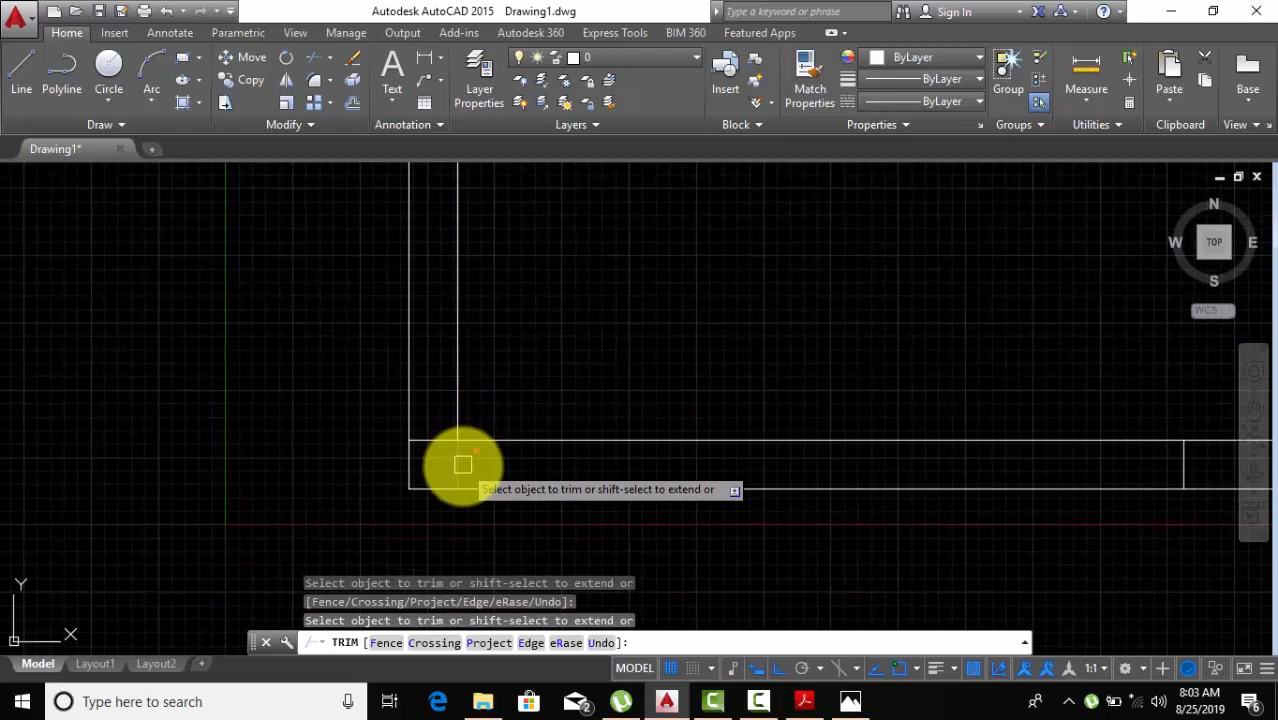 Autodesk AutoCAD 2015 Drawing1.dwg
Type a keyword or phrase
Sign In
Home Insert Annotate Parametric View Manage Output Add-ins Autodesk 360 Express Tools BIM 360 Featured Apps
Line
Polyline
Circle
Arc
Move
Copy
Text
Layer
Properties
0
Insert
Match
Properties
ByLayer
ByLayer
ByLayer
Group
Measure
Paste
Base
Draw
Modify
Annotation
Layers
Block
Properties
Groups
Utilities
Clipboard
View
Drawing1*
N
W
TOP
E
S
WCS
Select object to trim or shift-select to extend or
Select object to trim or shift-select to extend or
[Fence/Crossing/Project/Edge/eRase/Undo]:
Select object to trim or shift-select to extend or
TRIM [Fence Crossing Project Edge eRase Undo]:
Y
X
Model Layout1 Layout2
MODEL
1:1
Type here to search
2
8:03 AM
8/25/2019
6